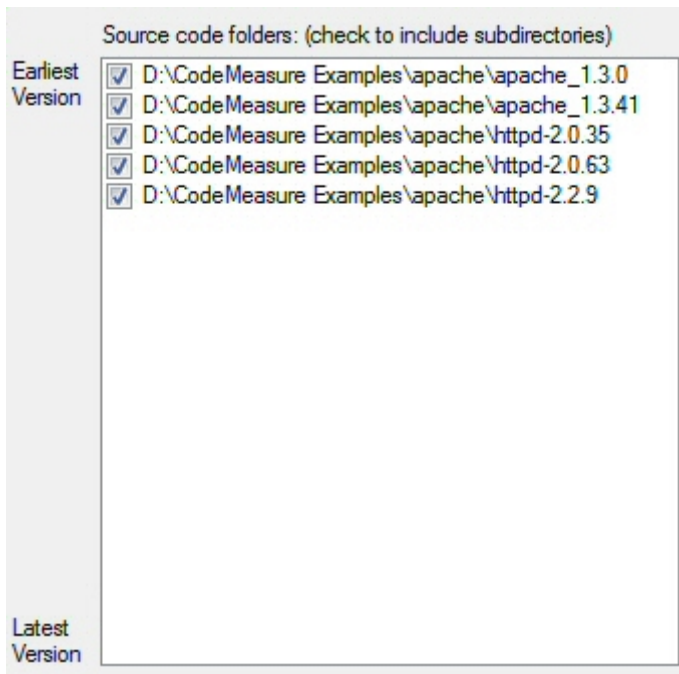 Source code folders: (check to include subdirectories)
Earliest
Version
D:\CodeMeasure Examples\apache\apache_1.3.0
D:\CodeMeasure Examples\apache\apache_1.3.41
D:\CodeMeasure Examples\apache\httpd-2.0.35
D:\CodeMeasure Examples\apache\httpd-2.0.63
D:\CodeMeasure Examples\apache\httpd-2.2.9
Latest
Version